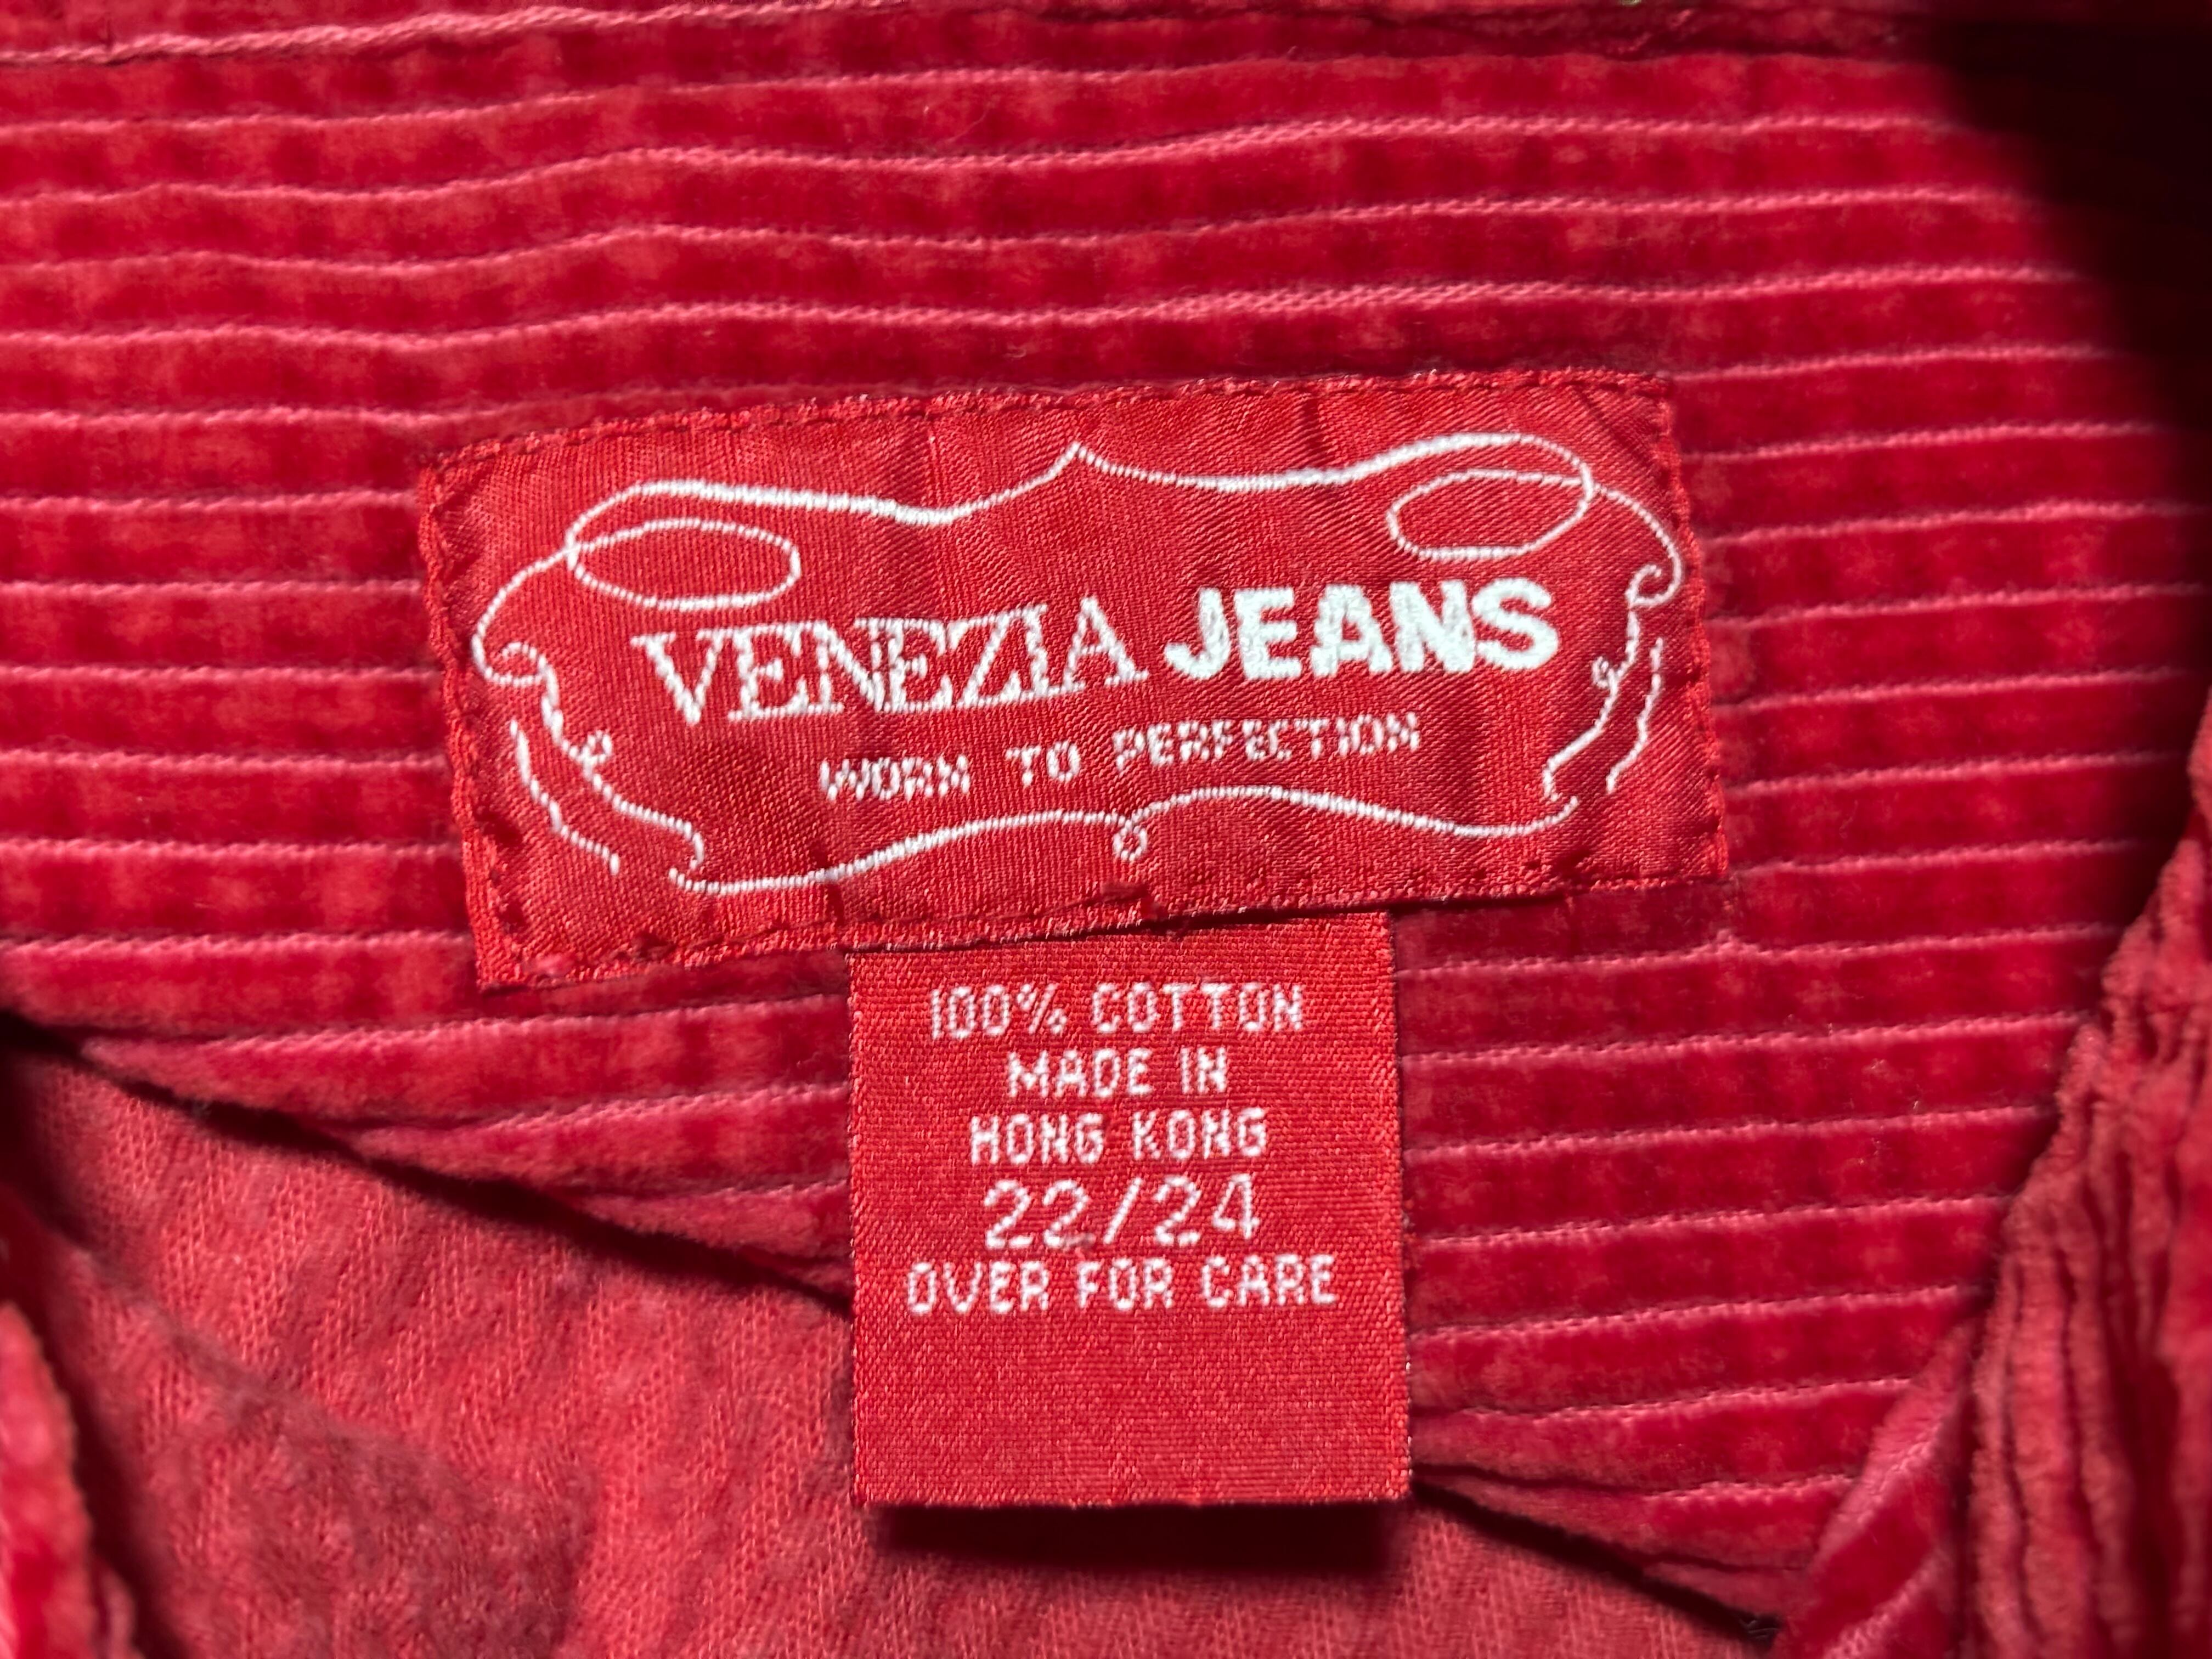 VENEZIA JEANS
WORN TO PERFECTION
100% COTTON
MADE IN
HONG KONG
22/24
OVER FOR CARE